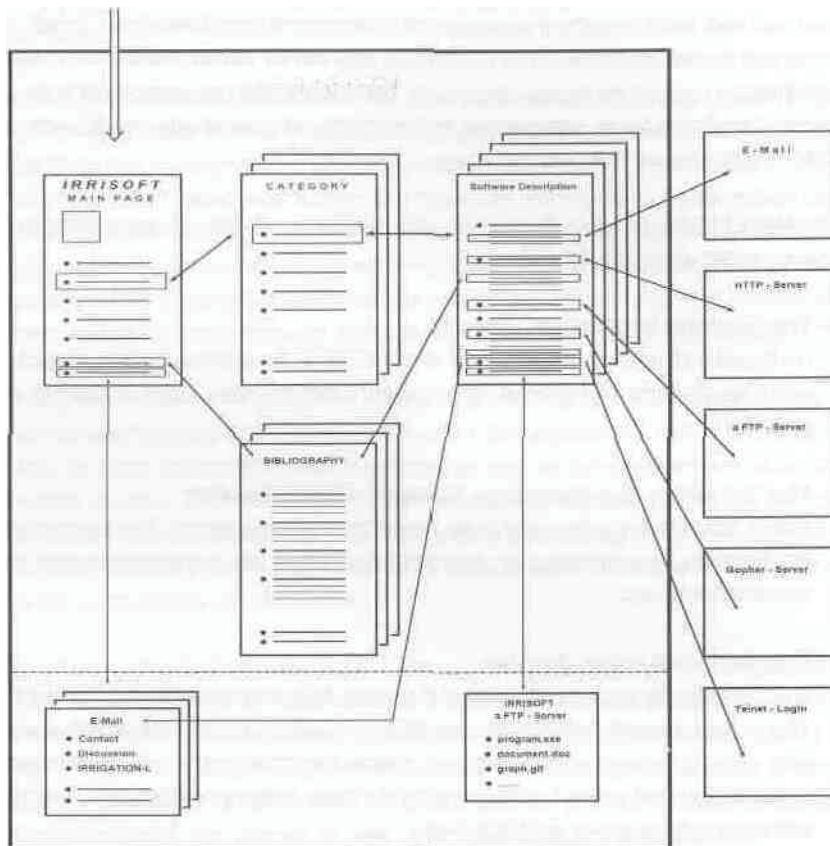 IRRISOFT
MAIN PAGE
CATEGORY
Software Description
E-Mail
HTTP - Server
a FTP - Server
BIBLIOGRAPHY
Gopher - Server
E-Mail
Contact
Discussion
IRRIGATION-L
IRRISOFT
a FTP - Server
program.exe
document.doc
graph.gif
Telnet - Login